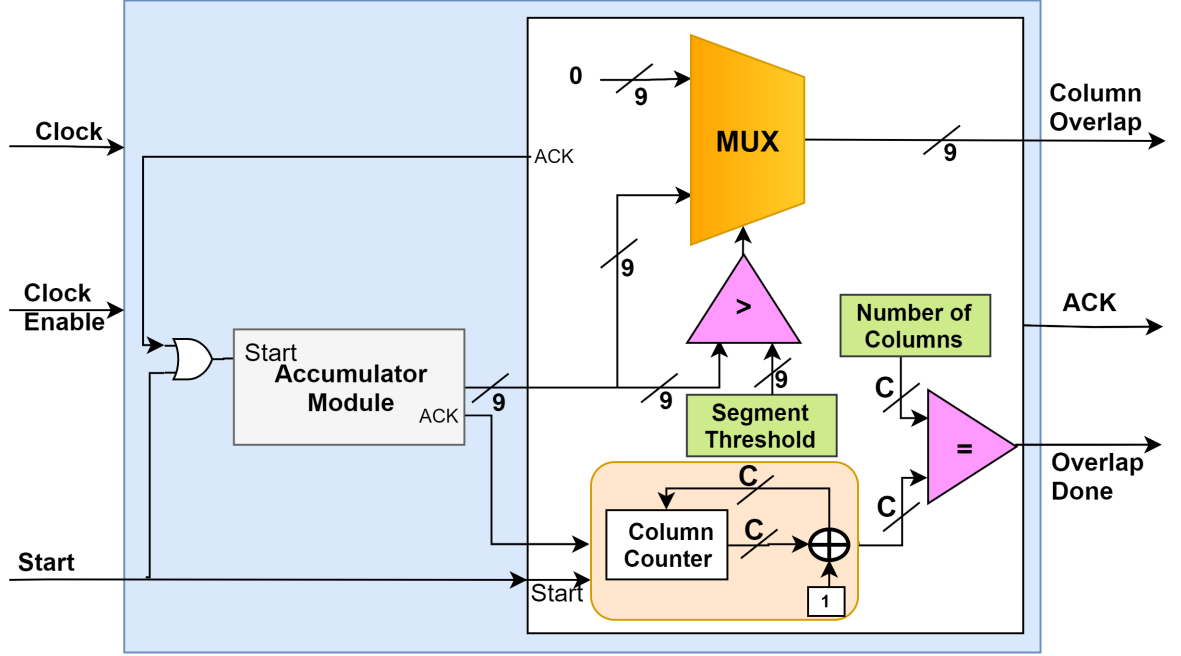 0
9
Column
Overlap
Clock
MUX
9
ACK
9
Clock
Enable
>
Number of
Columns
ACK
Start
Accumulator
Module
ACK
9
9
9
C
Segment
Threshold
=
Overlap
Done
C
C
Column
Counter
C
Start
Start
1